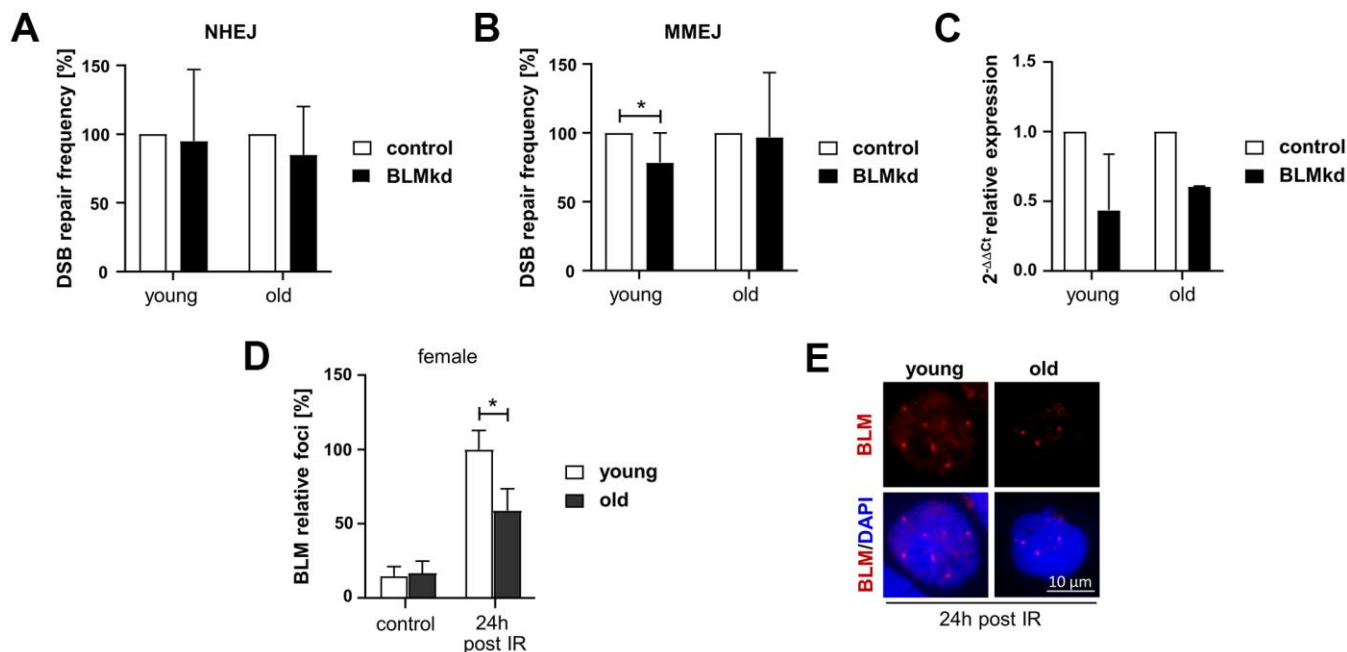 A
NHEJ
DSB repair frequency [%]
150
100
50
0
young
old
control
BLMkd
B
MMEJ
DSB repair frequency [%]
150
100
50
0
*
young
old
control
BLMkd
C
2-ΔΔCt relative expression
1.5
1.0
0.5
0.0
young
old
control
BLMkd
D
female
BLM relative foci [%]
150
100
50
0
*
control
24h
post IR
young
old
E
young
old
BLM
BLM/DAPI
10 µm
24h post IR